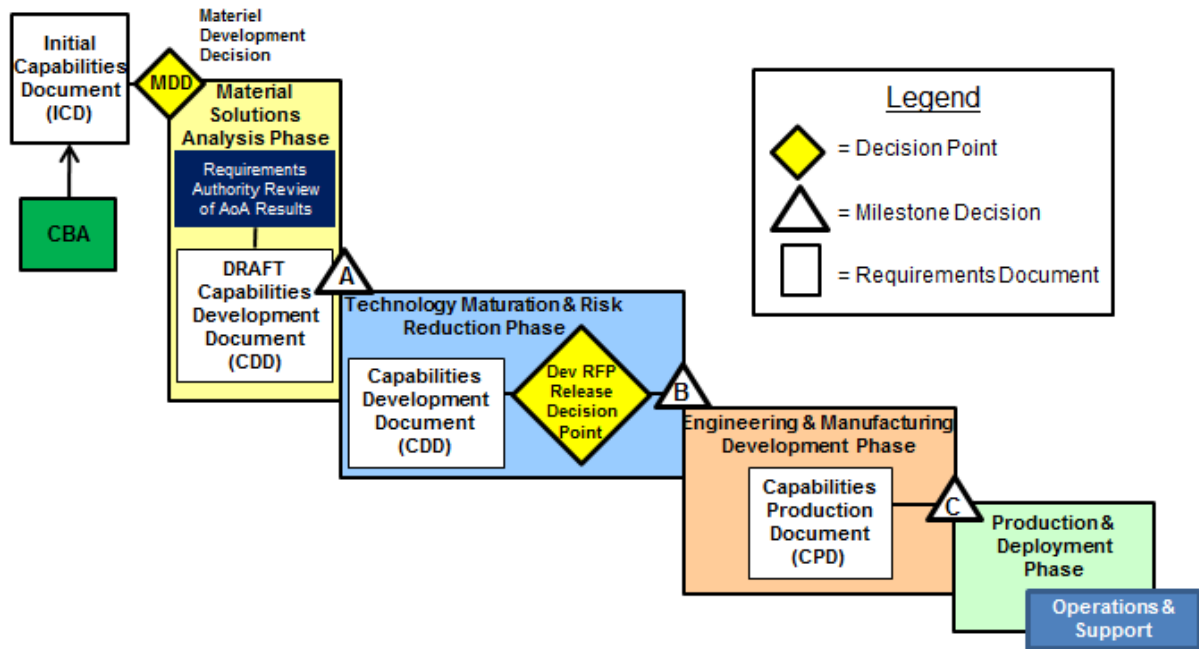 Initial
Capabilities
Document
(ICD)
CBA
Materiel
Development
Decision
MDD
Material
Solutions
Analysis Phase
Requirements
Authority Review
of AoA Results
DRAFT
Capabilities
Development
Document
(CDD)
A
Technology Maturation & Risk
Reduction Phase
Capabilities
Development
Document
(CDD)
Dev RFP
Release
Decision
Point
B
Engineering & Manufacturing
Development Phase
Capabilities
Production
Document
(CPD)
C
Production &
Deployment
Phase
Operations &
Support
Legend
= Decision Point
= Milestone Decision
= Requirements Document